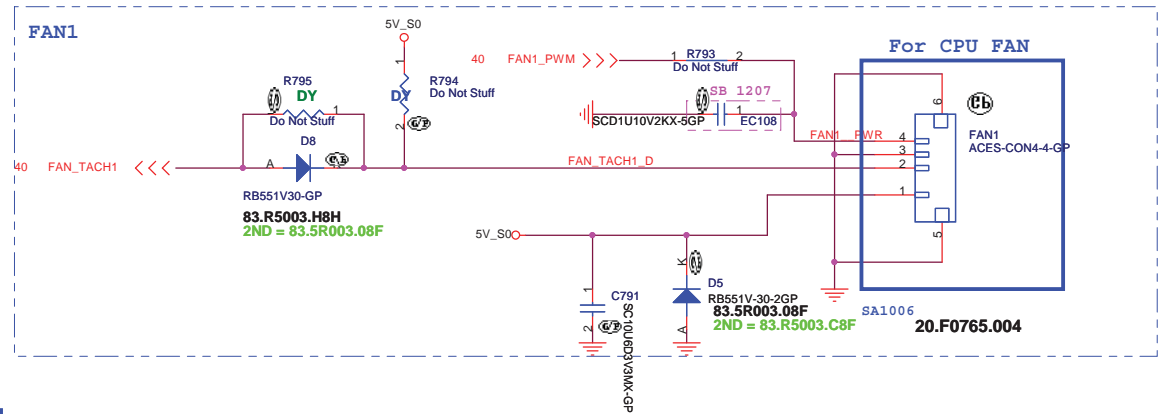 FAN1
5V_S0
1
R794
DY
Do Not Stuff
2
R795
DY
1
Do Not Stuff
D8
A
40 FAN_TACH1
FAN_TACH1_D
RB551V30-GP
83.R5003.H8H
2ND = 83.5R003.08F
40 FAN1_PWM
1 R793 2
Do Not Stuff
SB 1207
1
SCD1U10V2KX-5GP
EC108
For CPU FAN
6
FAN1
ACES-CON4-4-GP
FAN1__PWR
4
3
2
1
5
5V_S0
1
C791
2
SC10U6D3V3MX-GP
K
D5
RB551V-30-2GP
83.5R003.08F
2ND = 83.R5003.C8F
A
SA1006
20.F0765.004